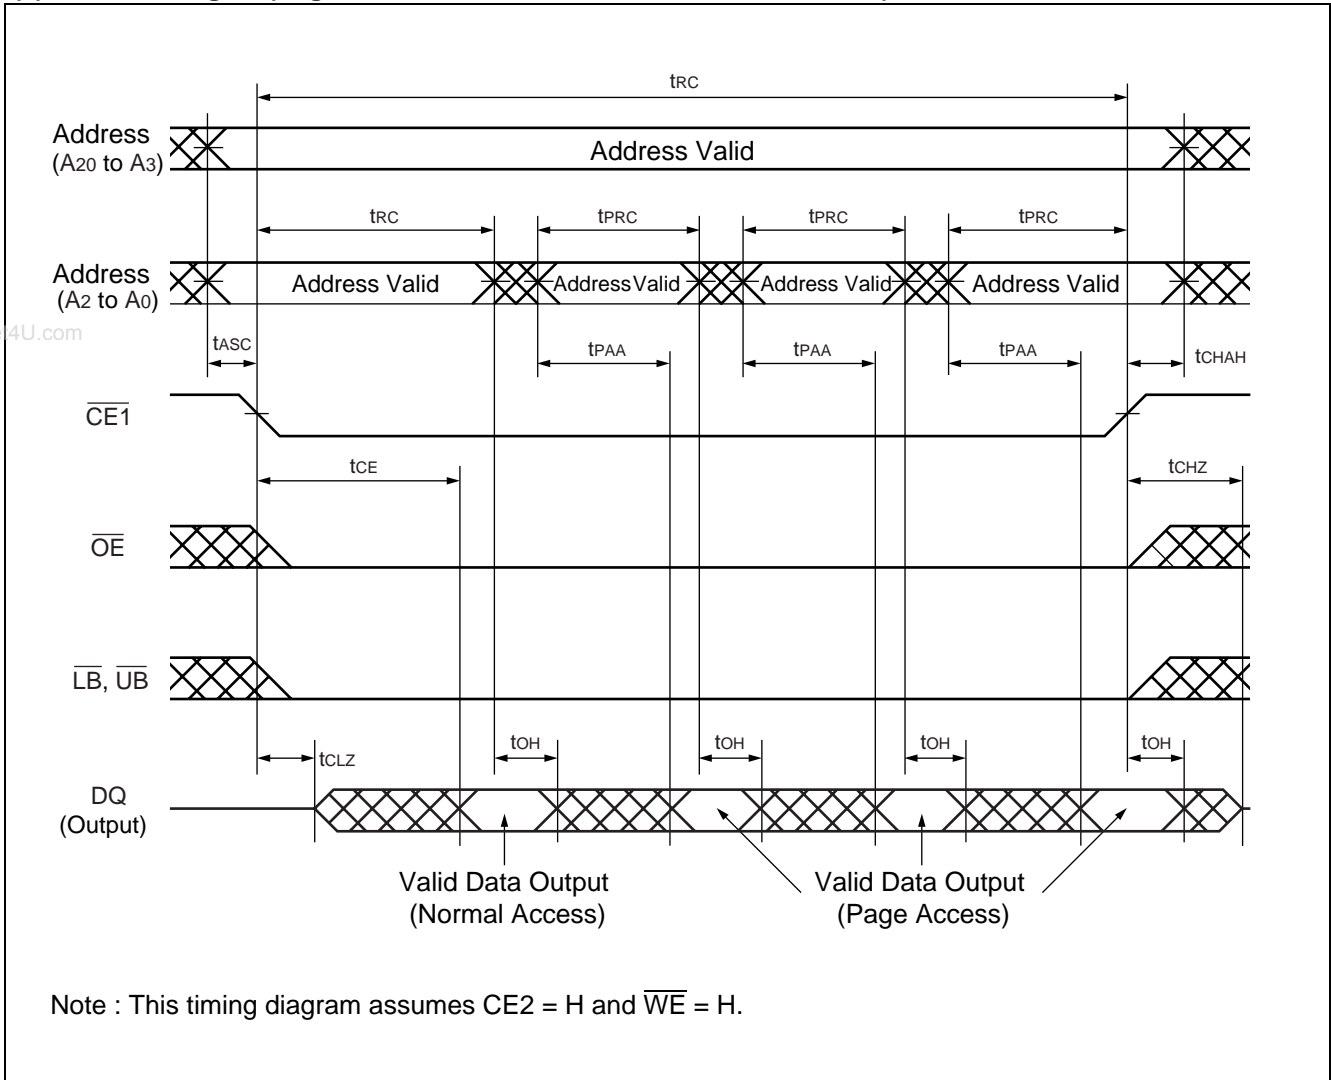 tRC
Address
(A20 to A3)
Address Valid
tRC tPRC tPRC tPRC
Address
(A2 to A0)
Address Valid Address Valid Address Valid Address Valid
4U.com
tASC tPAA tPAA tPAA tCHAH
CE1
tCE tCHZ
OE
LB, UB
tCLZ tOH tOH tOH tOH
DQ
(Output)
Valid Data Output
(Normal Access)
Valid Data Output
(Page Access)
Note : This timing diagram assumes CE2 = H and WE = H.